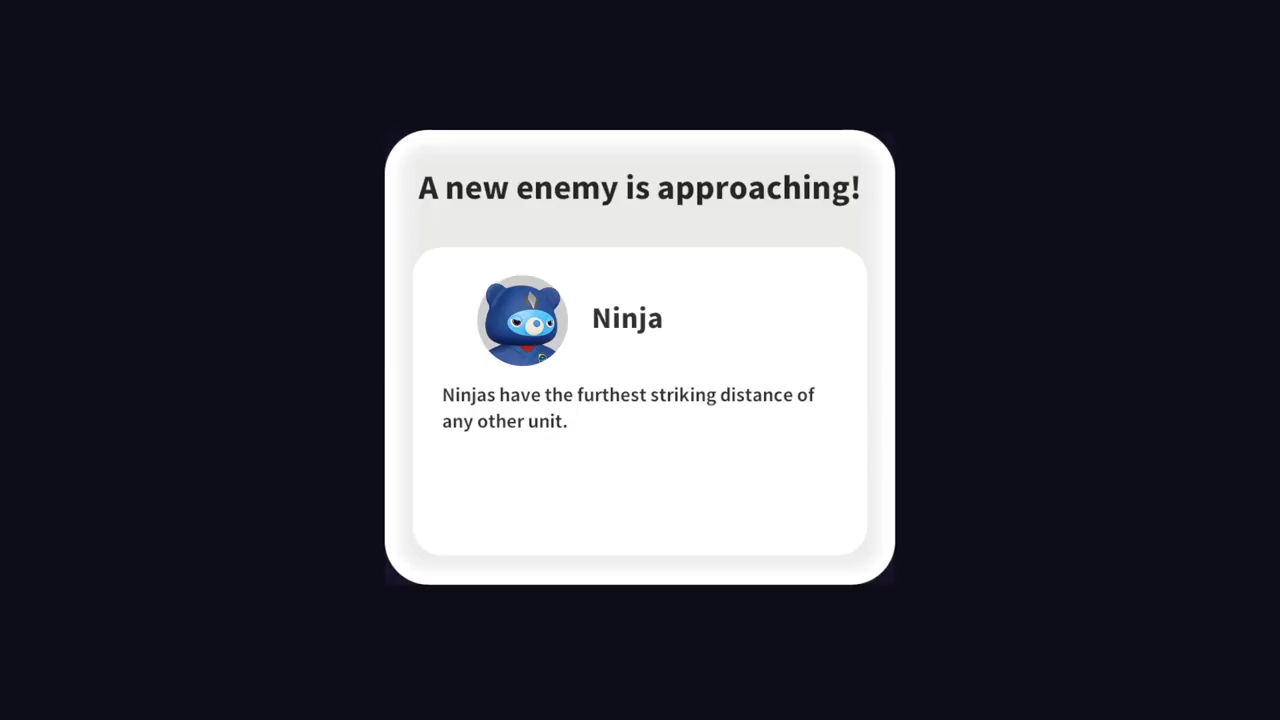 A new enemy is approaching!
Ninja
Ninjas have the furthest striking distance of
any other unit.